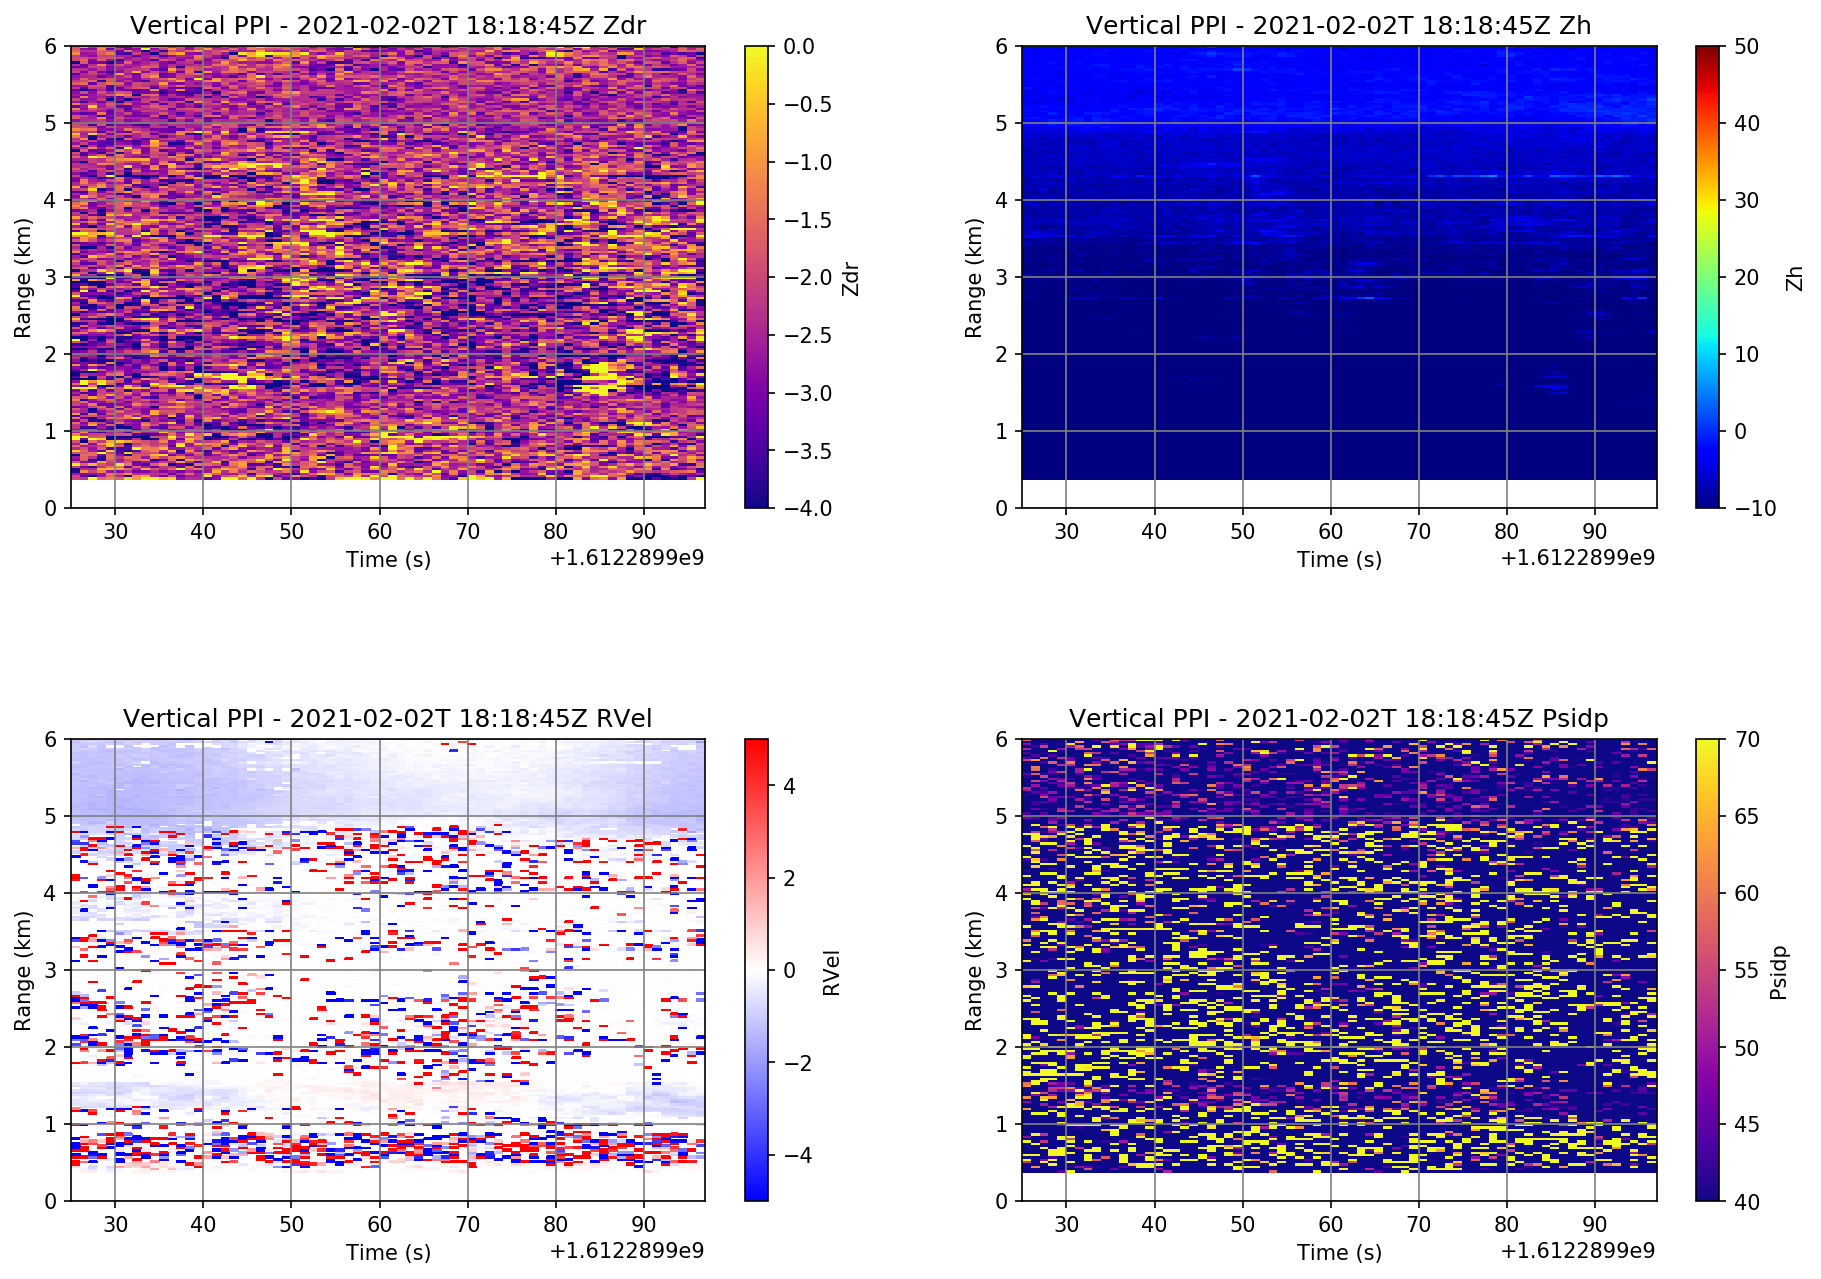 Vertical PPI - 2021-02-02T 18:18:45Z Zdr
6
5
4
3
2
1
0
Range (km)
30 40 50 60 70 80 90
Time (s)
+1.6122899e9
0.0
−0.5
−1.0
−1.5
−2.0
−2.5
−3.0
−3.5
−4.0
Zdr
Vertical PPI - 2021-02-02T 18:18:45Z Zh
6
5
4
3
2
1
0
Range (km)
30 40 50 60 70 80 90
Time (s)
+1.6122899e9
50
40
30
20
10
0
−10
Zh
Vertical PPI - 2021-02-02T 18:18:45Z RVel
6
5
4
3
2
1
0
Range (km)
30 40 50 60 70 80 90
Time (s)
+1.6122899e9
4
2
0
−2
−4
RVel
Vertical PPI - 2021-02-02T 18:18:45Z Psidp
6
5
4
3
2
1
0
Range (km)
30 40 50 60 70 80 90
Time (s)
+1.6122899e9
70
65
60
55
50
45
40
Psidp